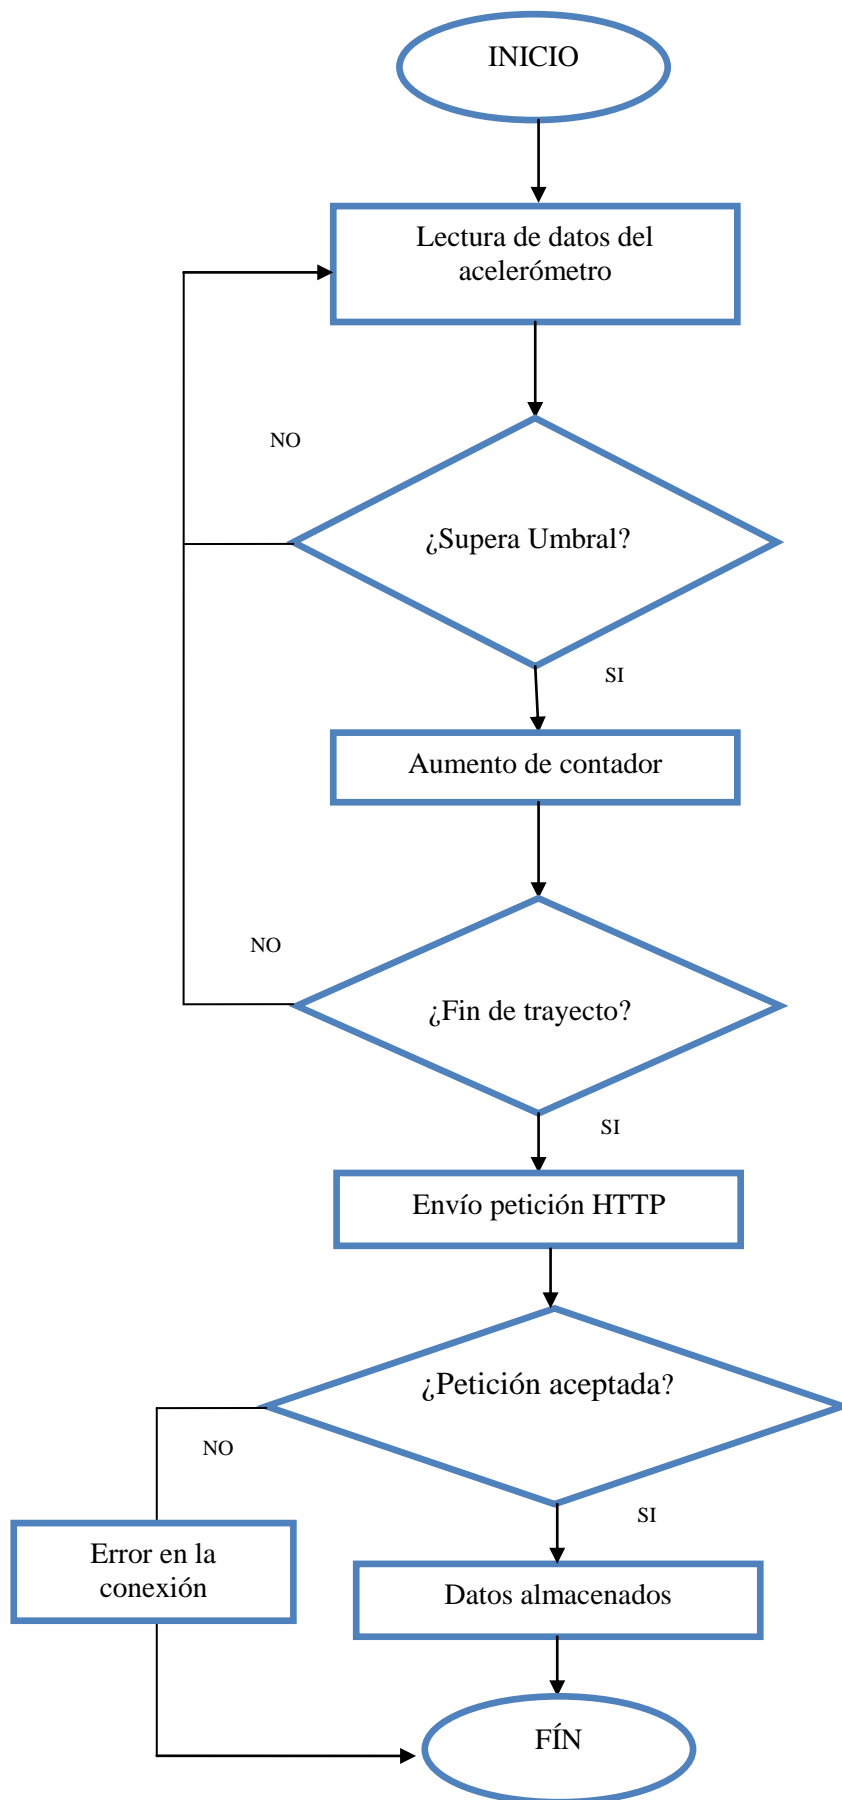 INICIO
Lectura de datos del
acelerómetro
NO
¿Supera Umbral?
SI
Aumento de contador
NO
¿Fin de trayecto?
SI
Envío petición HTTP
¿Petición aceptada?
NO
SI
Error en la
conexión
Datos almacenados
FÍN